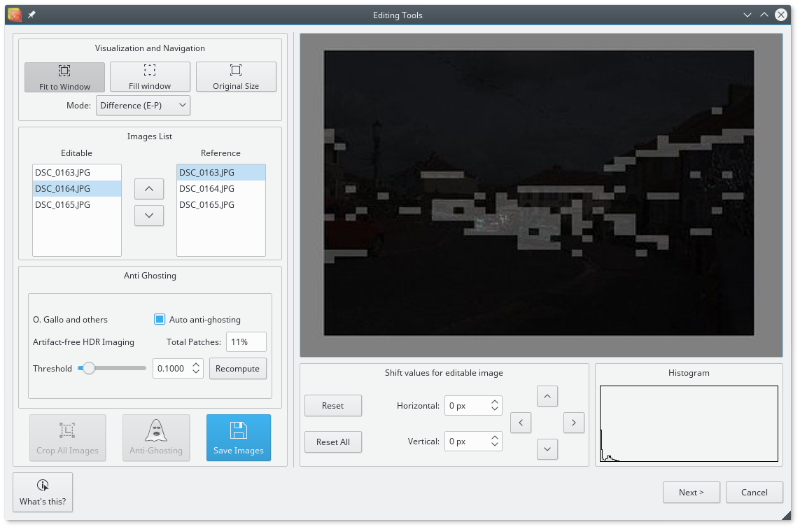 Editing Tools
Visualization and Navigation
Fit to Window
Fill window
Original Size
Mode: Difference (E-P)
Images List
Editable
Reference
DSC_0163.JPG
DSC_0164.JPG
DSC_0165.JPG
DSC_0163.JPG
DSC_0164.JPG
DSC_0165.JPG
Anti Ghosting
O. Gallo and others
Auto anti-ghosting
Artifact-free HDR Imaging
Total Patches: 11%
Threshold
0.1000
Recompute
Crop All Images
Anti-Ghosting
Save Images
Shift values for editable image
Reset
Horizontal: 0 px
Reset All
Vertical: 0 px
Histogram
What's this?
Next >
Cancel